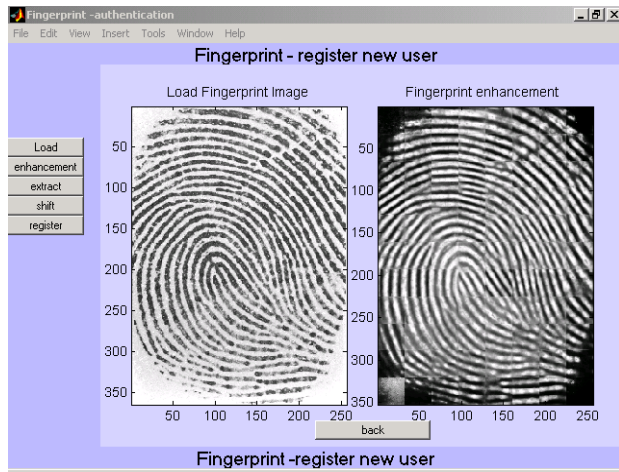 Fingerprint -authentication
File Edit View Insert Tools Window Help
Fingerprint - register new user
Load Fingerprint Image
Fingerprint enhancement
Load
enhancement
extract
shift
register
50
100
150
200
250
300
350
50 100 150 200 250
50
100
150
200
250
300
350
50 100 150 200 250
back
Fingerprint -register new user